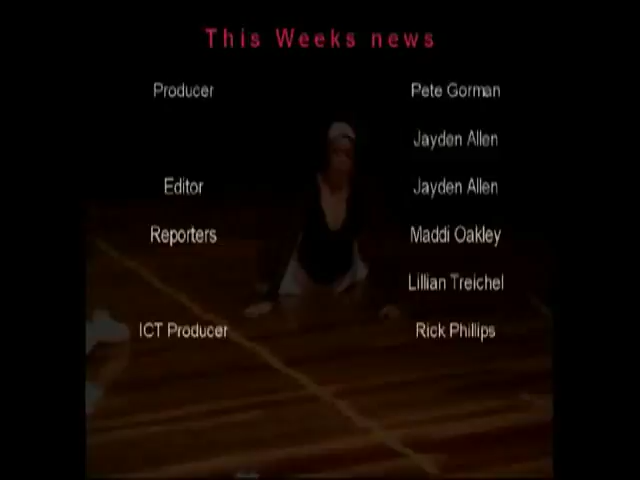 This Weeks news
Producer Pete Gorman
Jayden Allen
Editor Jayden Allen
Reporters Maddi Oakley
Lillian Treichel
ICT Producer Rick Phillips